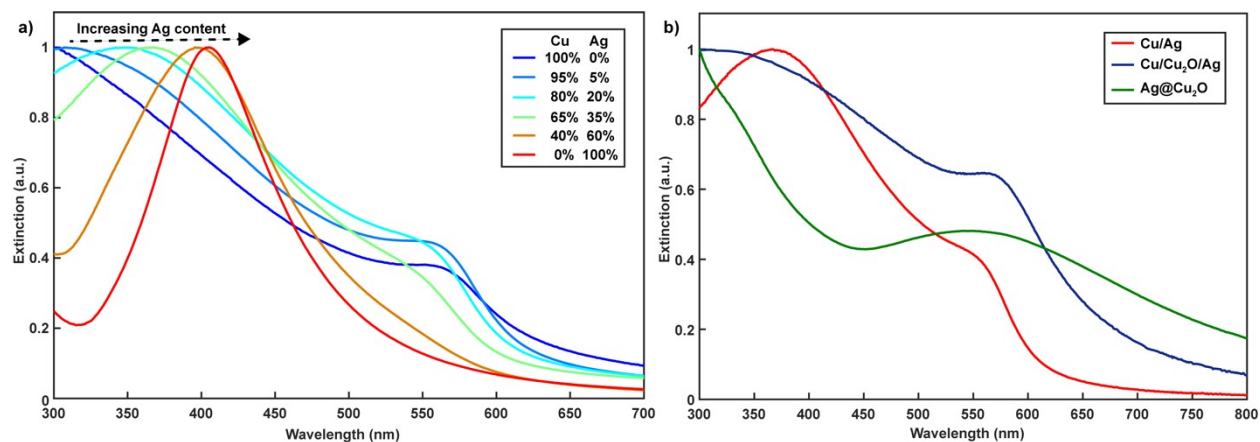 a)
Increasing Ag content
Cu Ag
100% 0%
95% 5%
80% 20%
65% 35%
40% 60%
0% 100%
Extinction (a.u.)
1
0.8
0.6
0.4
0.2
0
300 350 400 450 500 550 600 650 700
Wavelength (nm)
b)
Cu/Ag
Cu/Cu₂O/Ag
Ag@Cu₂O
Extinction (a.u.)
1
0.8
0.6
0.4
0.2
0
300 350 400 450 500 550 600 650 700 750 800
Wavelength (nm)